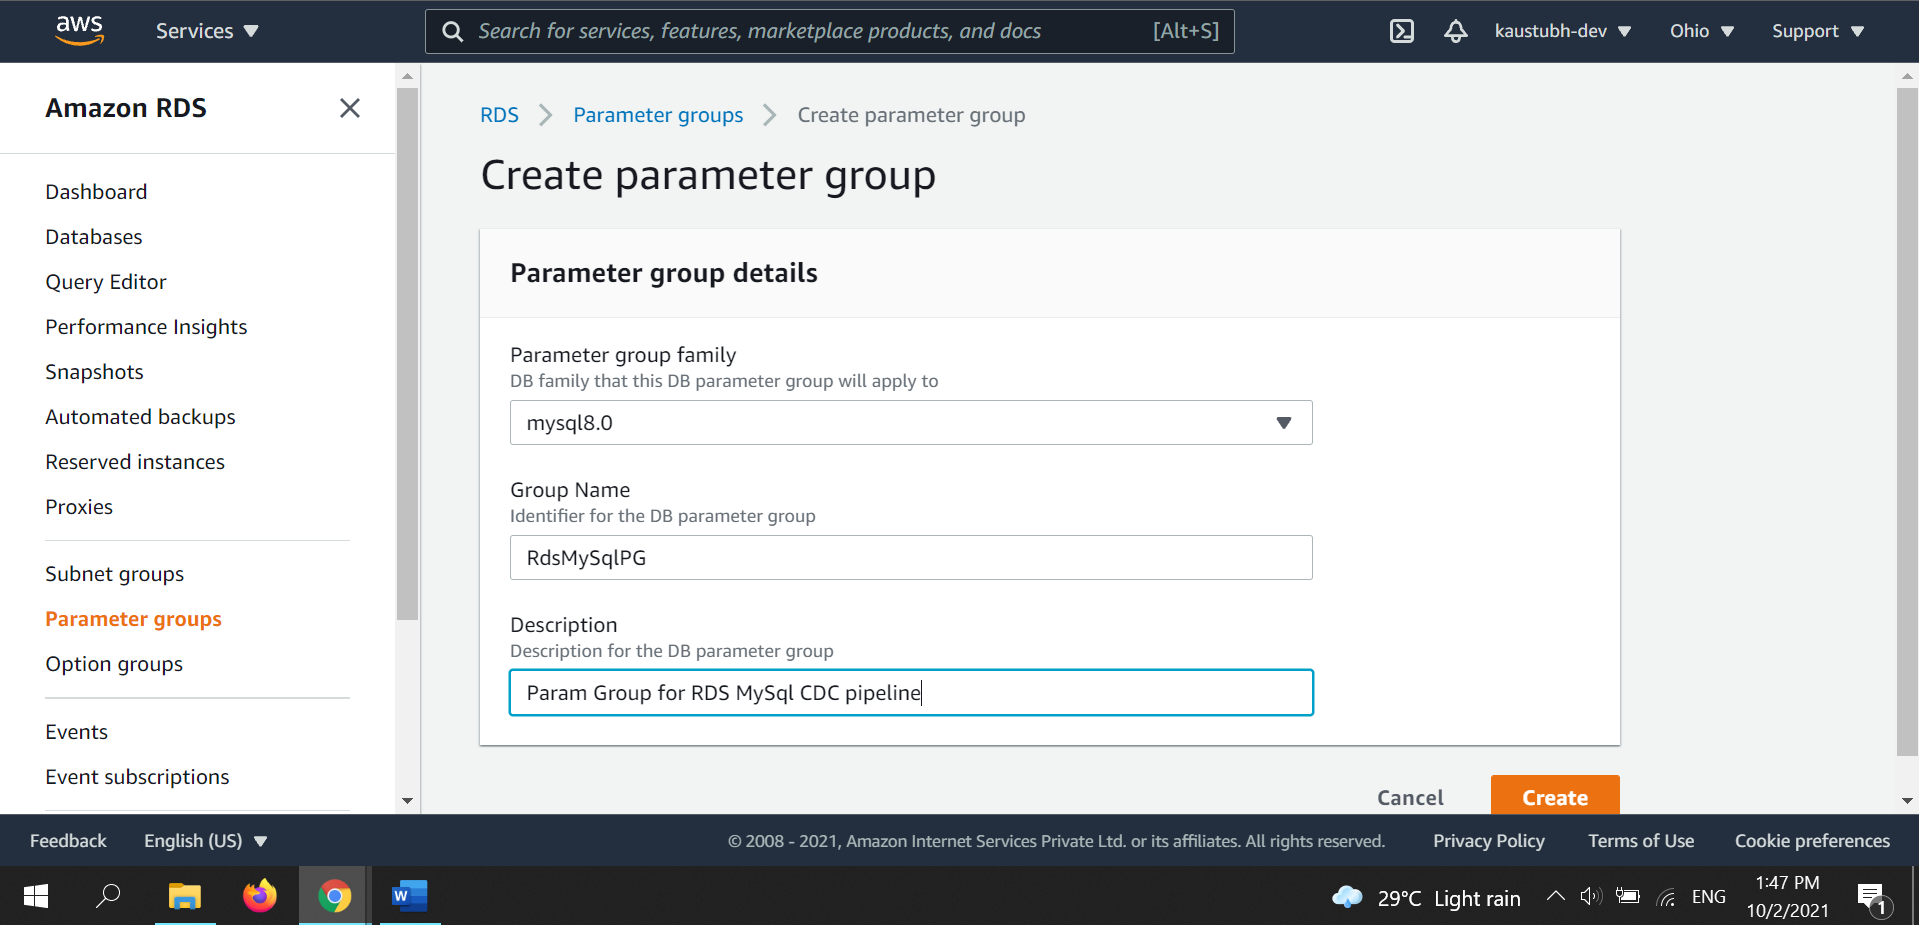 aws
Services
Search for services, features, marketplace products, and docs [Alt+S]
kaustubh-dev
Ohio
Support
Amazon RDS
Dashboard
Databases
Query Editor
Performance Insights
Snapshots
Automated backups
Reserved instances
Proxies
Subnet groups
Parameter groups
Option groups
Events
Event subscriptions
RDS
Parameter groups
Create parameter group
Create parameter group
Parameter group details
Parameter group family
DB family that this DB parameter group will apply to
mysql8.0
Group Name
Identifier for the DB parameter group
RdsMySqlPG
Description
Description for the DB parameter group
Param Group for RDS MySql CDC pipeline
Cancel
Create
Feedback
English (US)
© 2008 - 2021, Amazon Internet Services Private Ltd. or its affiliates. All rights reserved.
Privacy Policy
Terms of Use
Cookie preferences
W
29°C Light rain
ENG
1:47 PM
10/2/2021
1